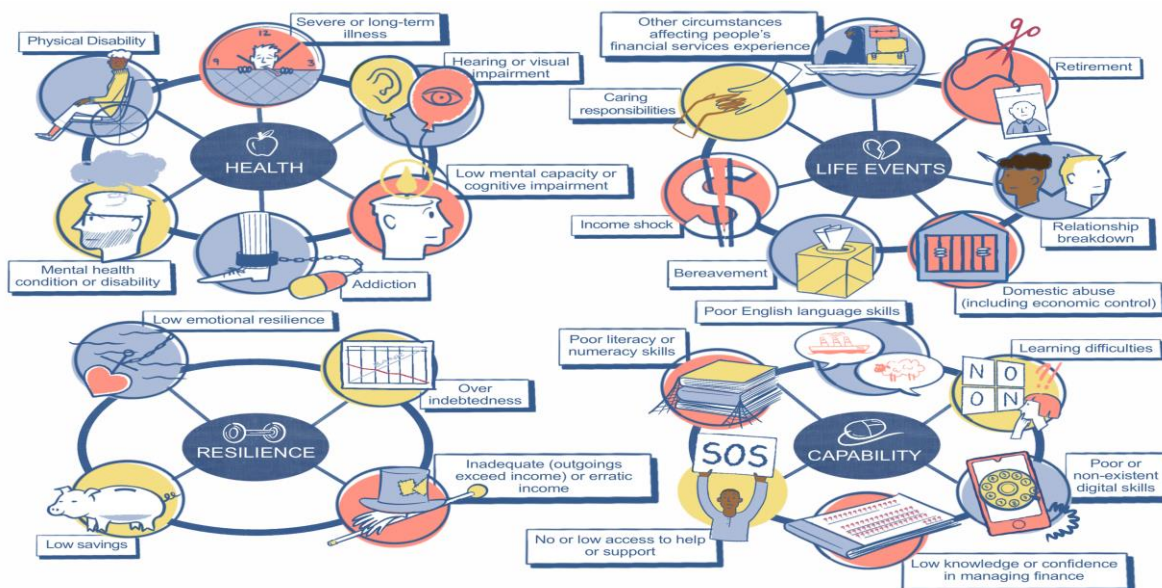 Physical Disability
Severe or long-term
illness
12
9
3
Hearing or visual
impairment
HEALTH
Low mental capacity or
cognitive impairment
Mental health
condition or disability
Addiction
Other circumstances
affecting people's
financial services experience
go
Retirement
Caring
responsibilities
LIFE EVENTS
Income shock
Relationship
breakdown
Bereavement
Domestic abuse
(including economic control)
Low emotional resilience
Over
indebtedness
RESILIENCE
Inadequate (outgoings
exceed income) or erratic
income
Low savings
Poor English language skills
Poor literacy or
numeracy skills
Learning difficulties
N O
O N
!!!
SOS
CAPABILITY
Poor or
non-existent
digital skills
No or low access to help
or support
Low knowledge or confidence
in managing finance